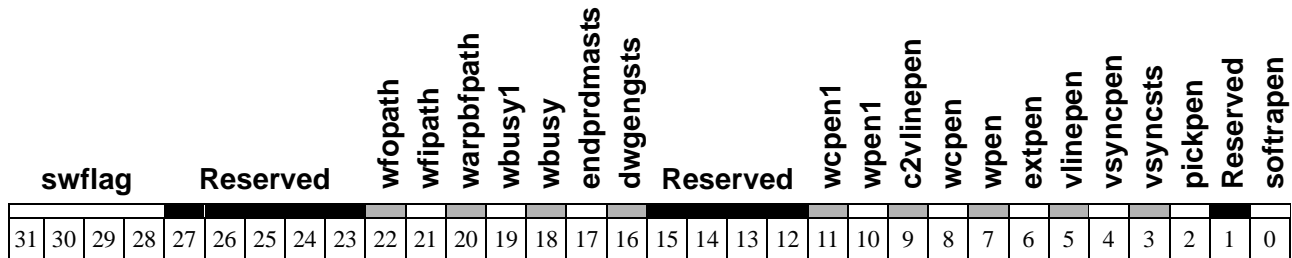 swflag
Reserved
wfopath
wfipath
warpbfpath
wbusy1
wbusy
endprdmasts
dwgengsts
Reserved
wcpen1
wpen1
c2vlinepen
wcpen
wpen
extpen
vlinepen
vsyncpen
vsyncsts
pickpen
Reserved
softrapen
31 30 29 28 27 26 25 24 23 22 21 20 19 18 17 16 15 14 13 12 11 10 9 8 7 6 5 4 3 2 1 0